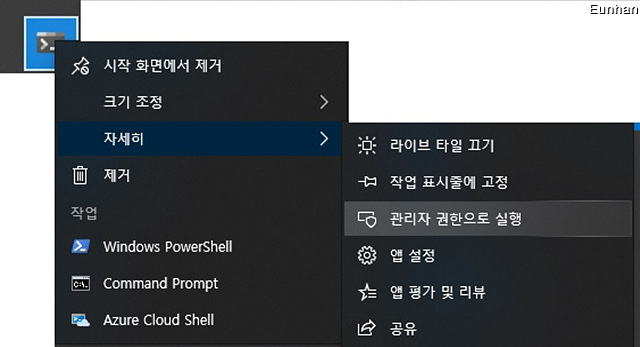 Eunhan
시작 화면에서 제거
크기 조정
자세히
제거
작업
Windows PowerShell
Command Prompt
Azure Cloud Shell
라이브 타일 끄기
작업 표시줄에 고정
관리자 권한으로 실행
앱 설정
앱 평가 및 리뷰
공유